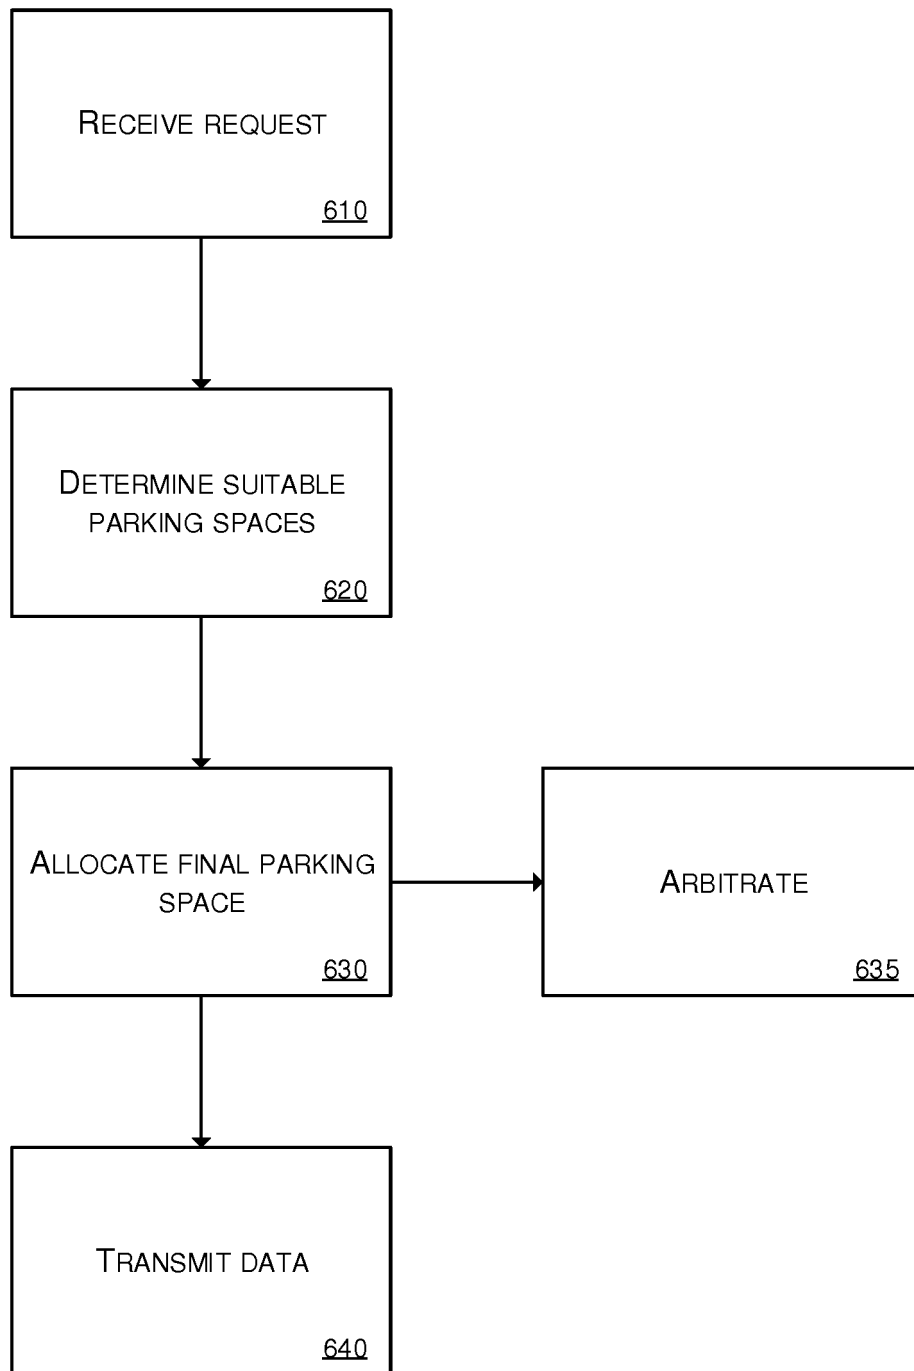 RECEIVE REQUEST
610
DETERMINE SUITABLE
PARKING SPACES
620
ALLOCATE FINAL PARKING
SPACE
630
ARBITRATE
635
TRANSMIT DATA
640